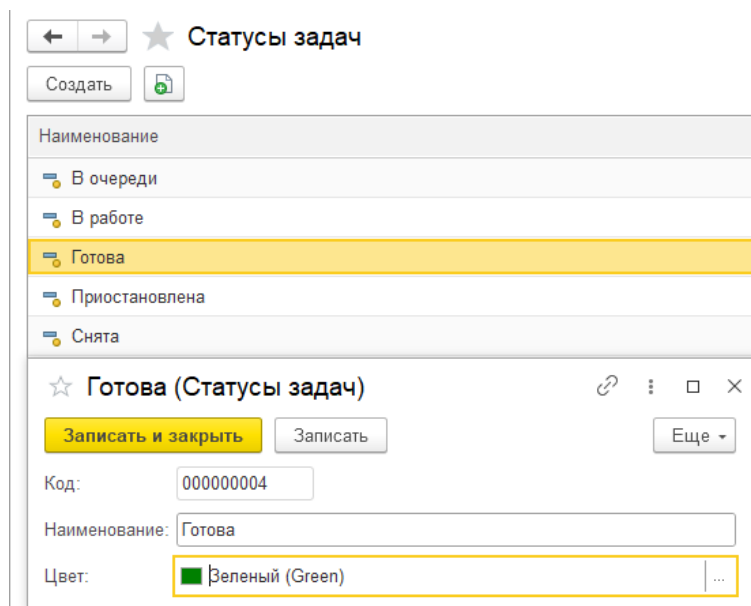 Статусы задач
Создать
Наименование
В очереди
В работе
Готова
Приостановлена
Снята
Готова (Статусы задач)
Записать и закрыть Записать Еще
Код: 000000004
Наименование: Готова
Цвет: Зеленый (Green) ...